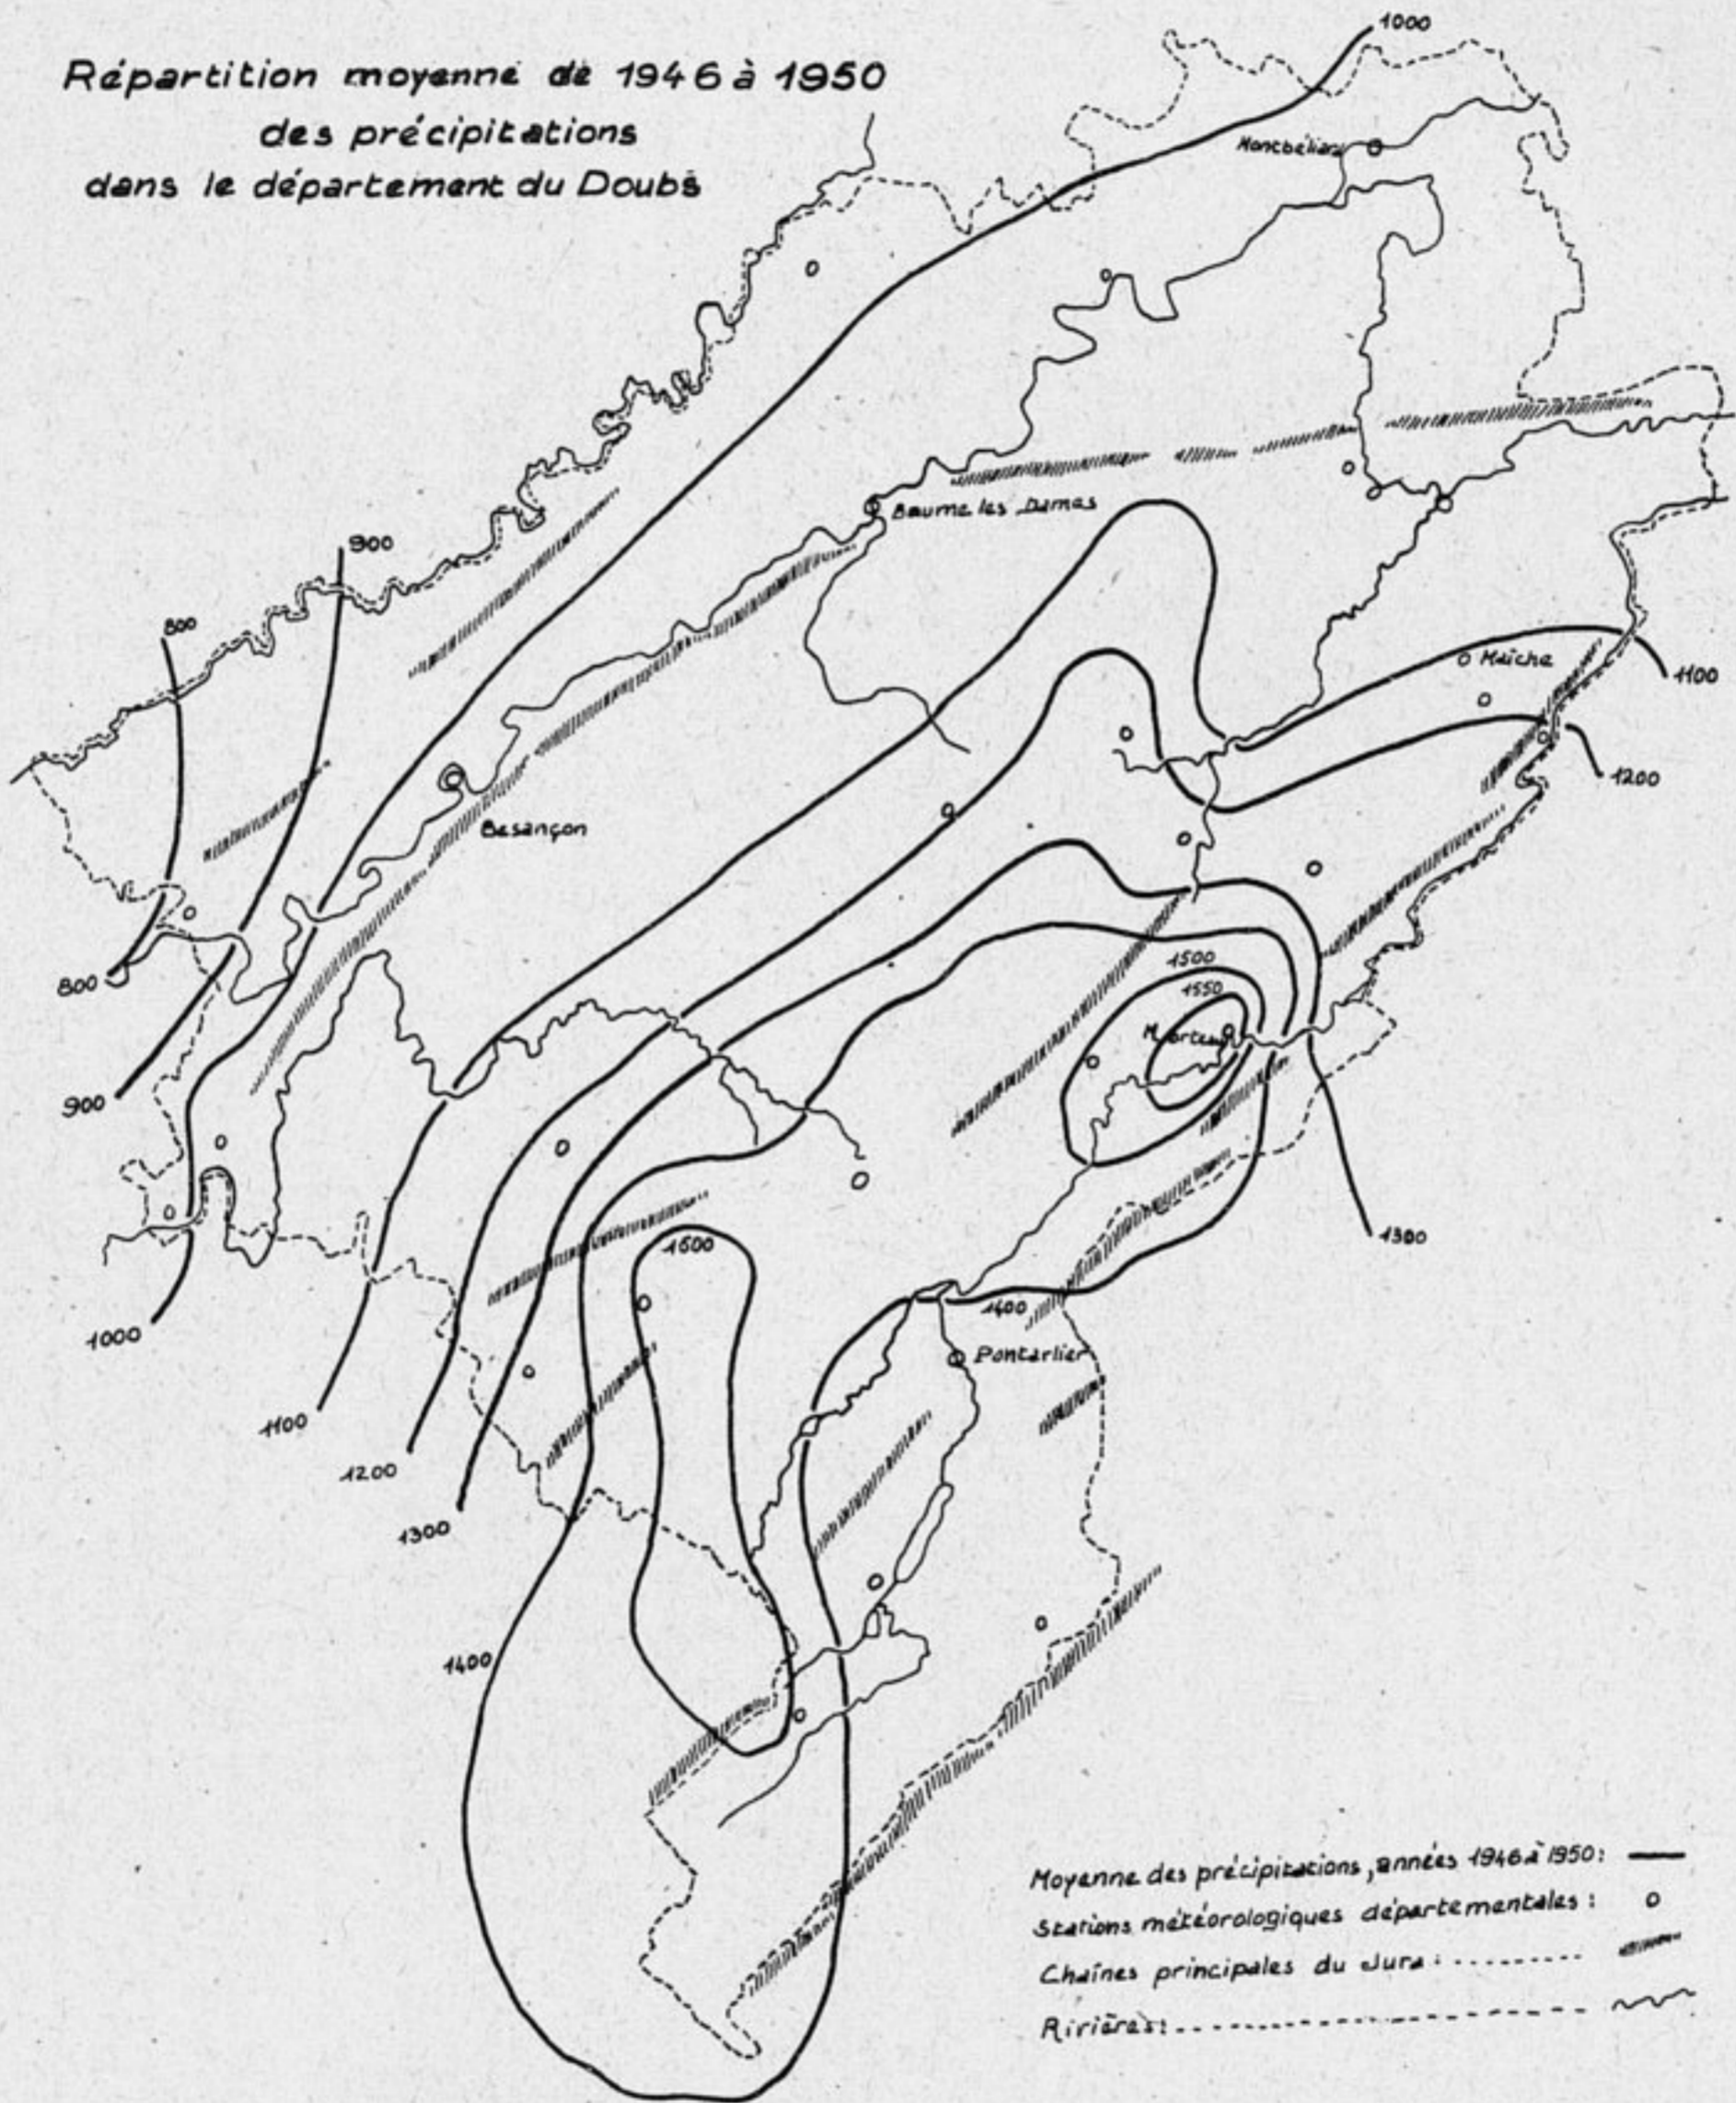 Répartition moyenne de 1946 à 1950
des précipitations
dans le département du Doubs
1000
Montbéliard
Baume les Dames
900
800
Maîche
1100
1200
Besançon
1500
1550
Morteau
800
900
1300
1500
1400
Pontarlier
1000
1100
1200
1300
1400
Moyenne des précipitations, années 1946 à 1950:
Stations météorologiques départementales:
Chaînes principales du Jura:
Rivières: